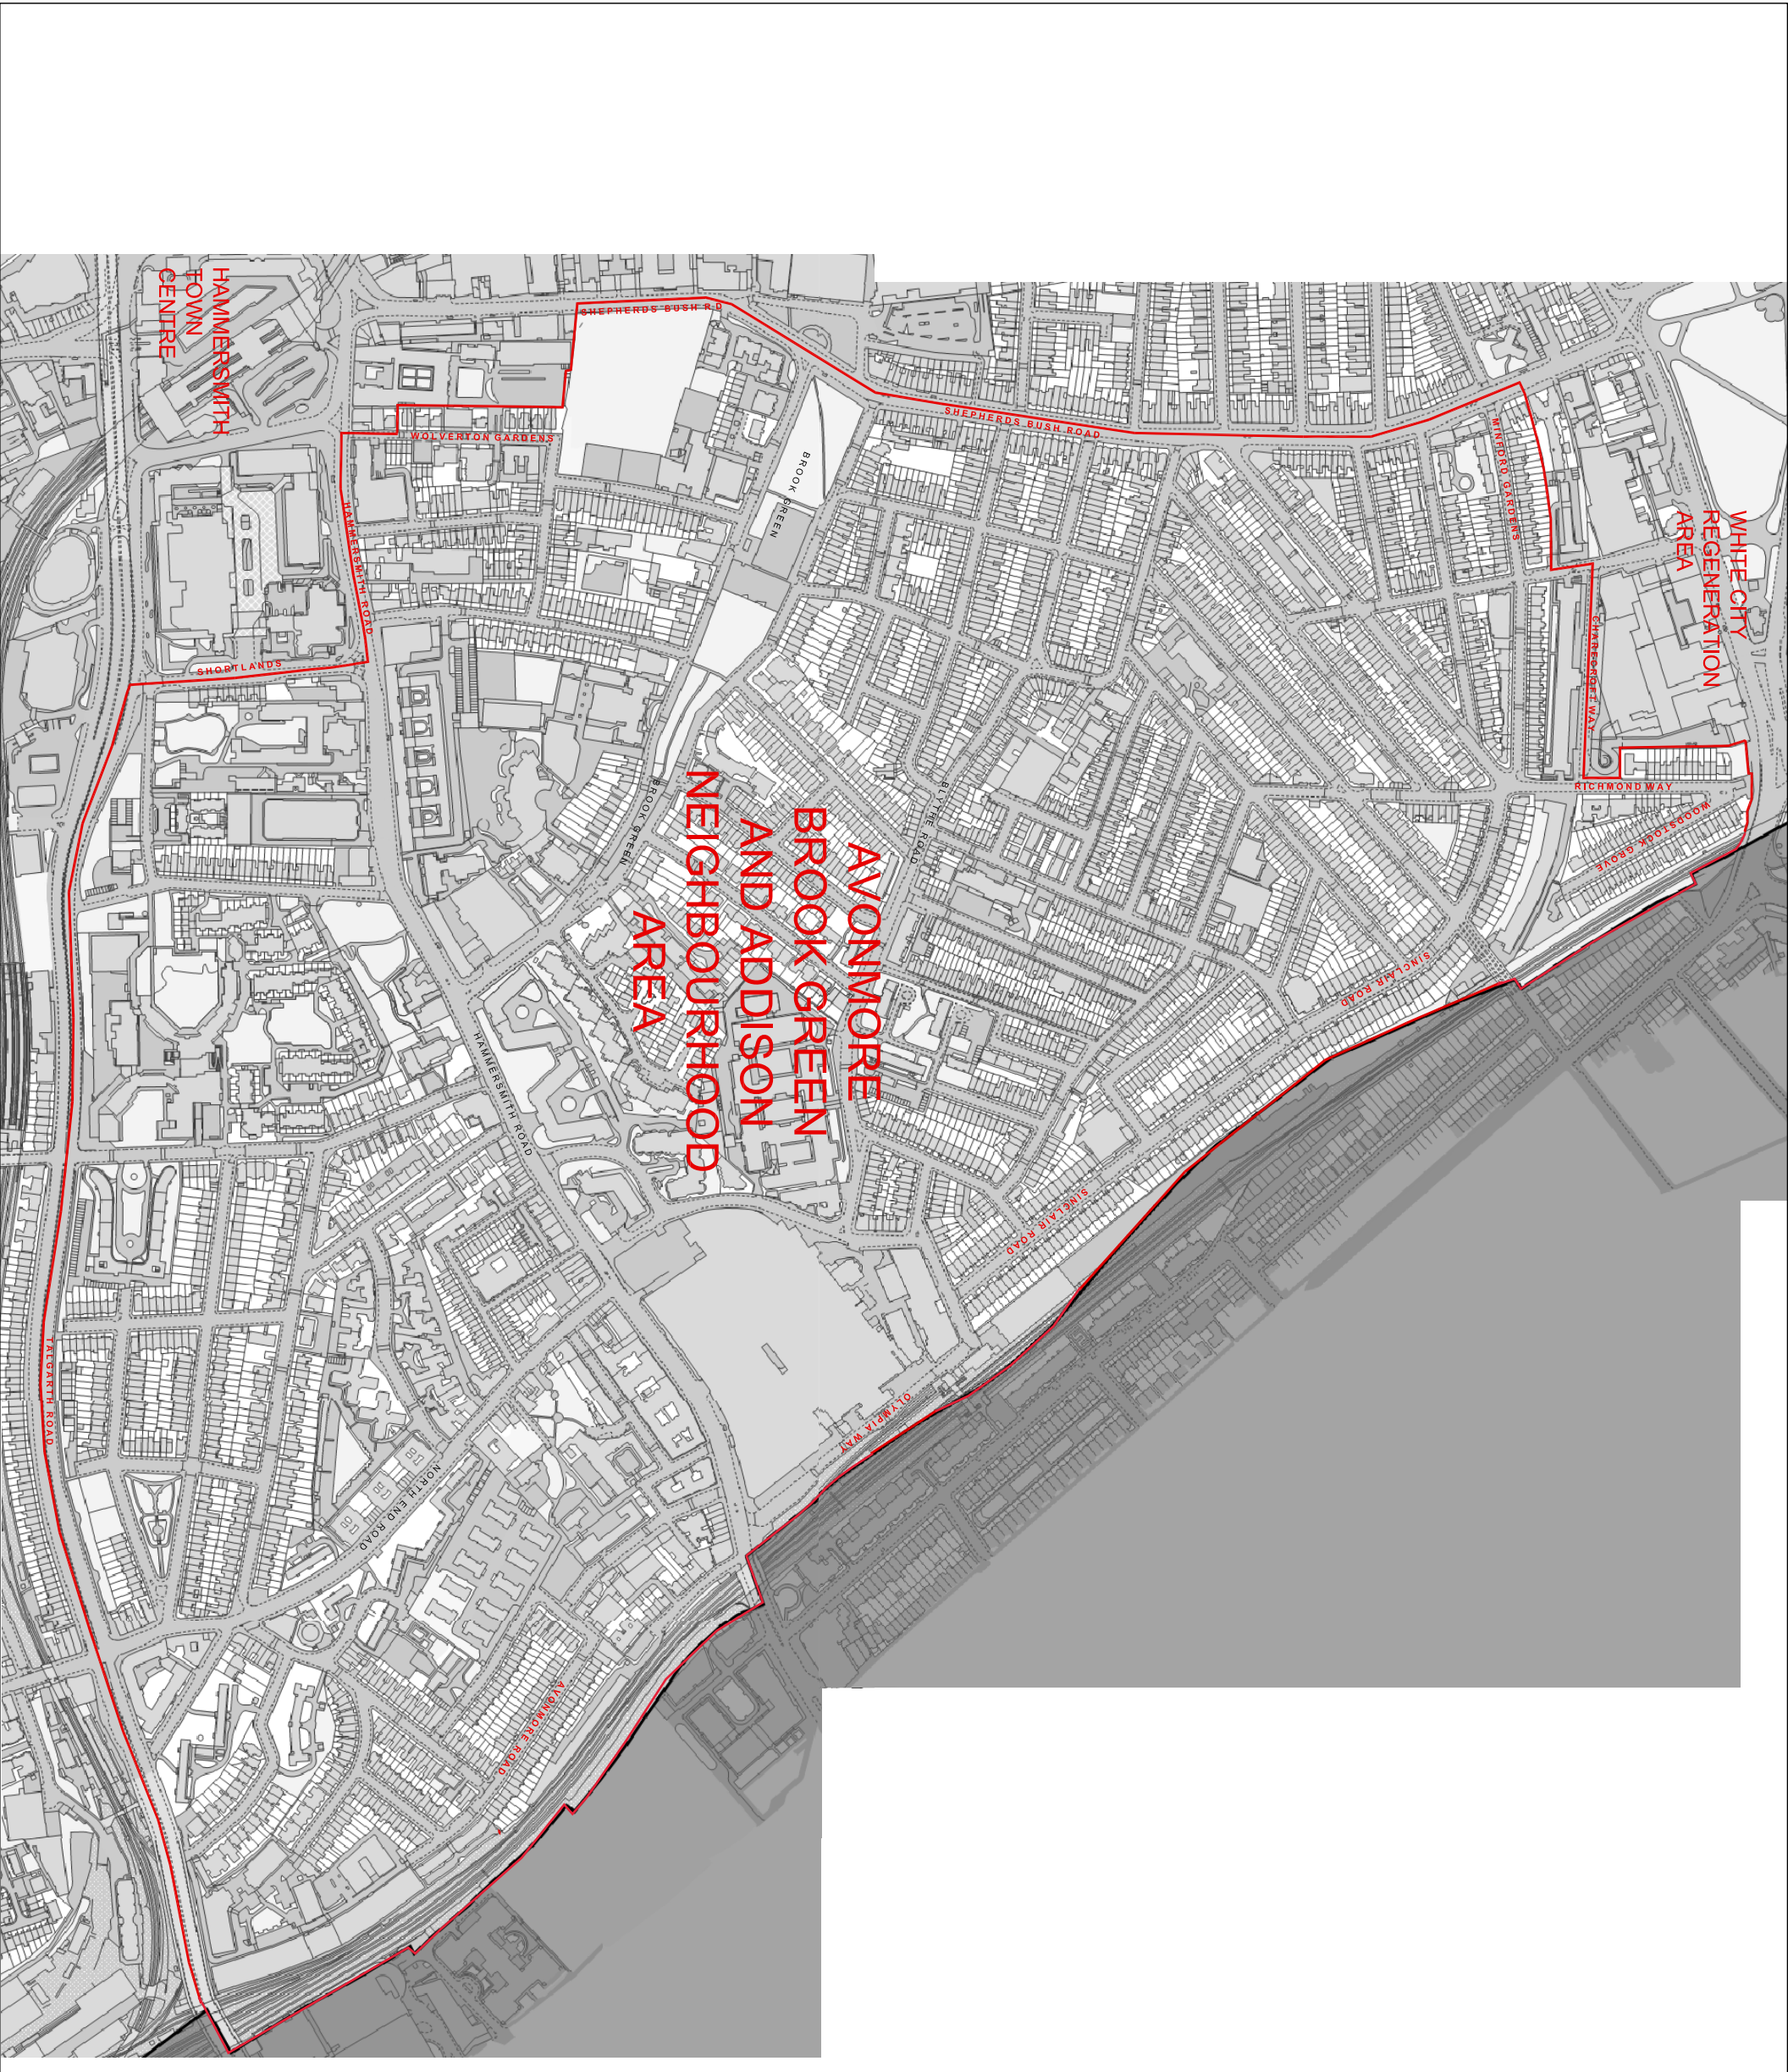 HAMMERSMITH
TOWN
CENTRE
WHITE CITY
REGENERATION
AREA
AVONMORE
BROOK GREEN
AND ADDISON
NEIGHBOURHOOD
AREA
SHEPHERDS BUSH RD
WOLVERTON GARDENS
HAMMERSMITH ROAD
SHORTLANDS
SHEPHERDS BUSH ROAD
MINFORD GARDENS
CHARECROFT WAY
RICHMOND WAY
WOODSTOCK GROVE
SINCLAIR ROAD
SINCLAIR ROAD
OLYMPIA WAY
AVONMORE ROAD
TALGARTH ROAD
BROOK GREEN
BROOK GREEN
BLYTHE ROAD
HAMMERSMITH ROAD
NORTH END ROAD